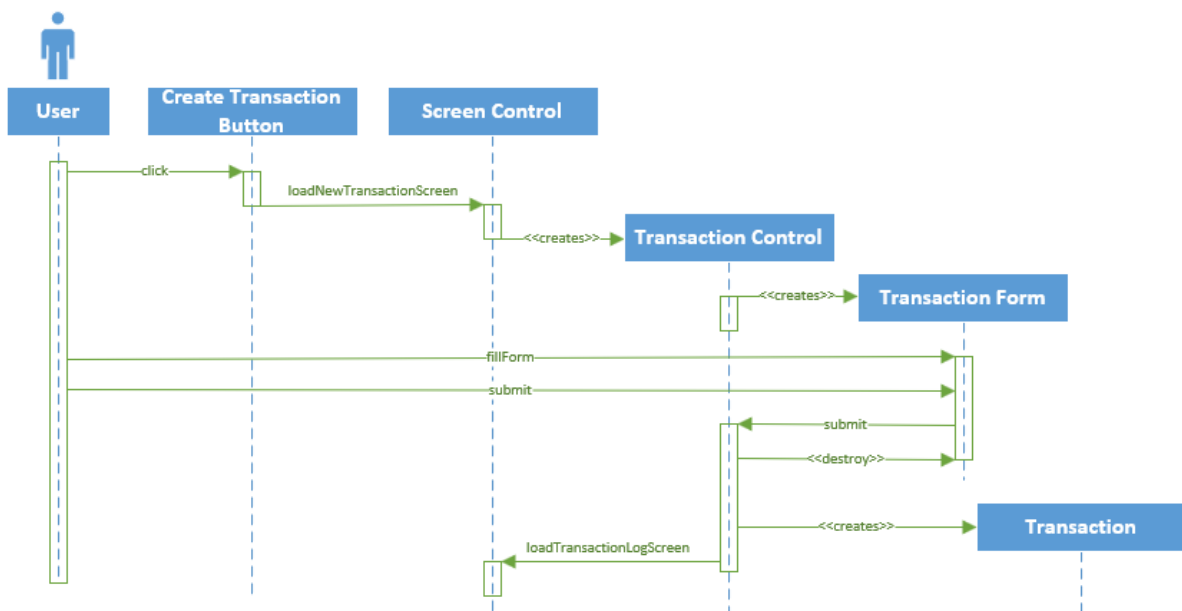 User
Create Transaction
Button
Screen Control
click
loadNewTransactionScreen
<<creates>>
Transaction Control
<<creates>>
Transaction Form
fillForm
submit
submit
<<destroy>>
<<creates>>
Transaction
loadTransactionLogScreen